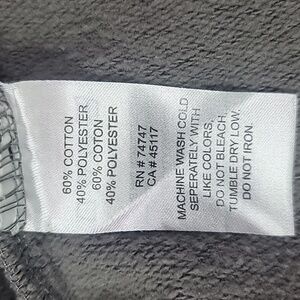 60% COTTON
40% POLYESTER
60% COTON
40% POLYESTER
RN # 74747
CA # 45117
MACHINE WASH COLD
SEPERATELY WITH
LIKE COLORS.
DO NOT BLEACH.
TUMBLE DRY LOW.
DO NOT IRON